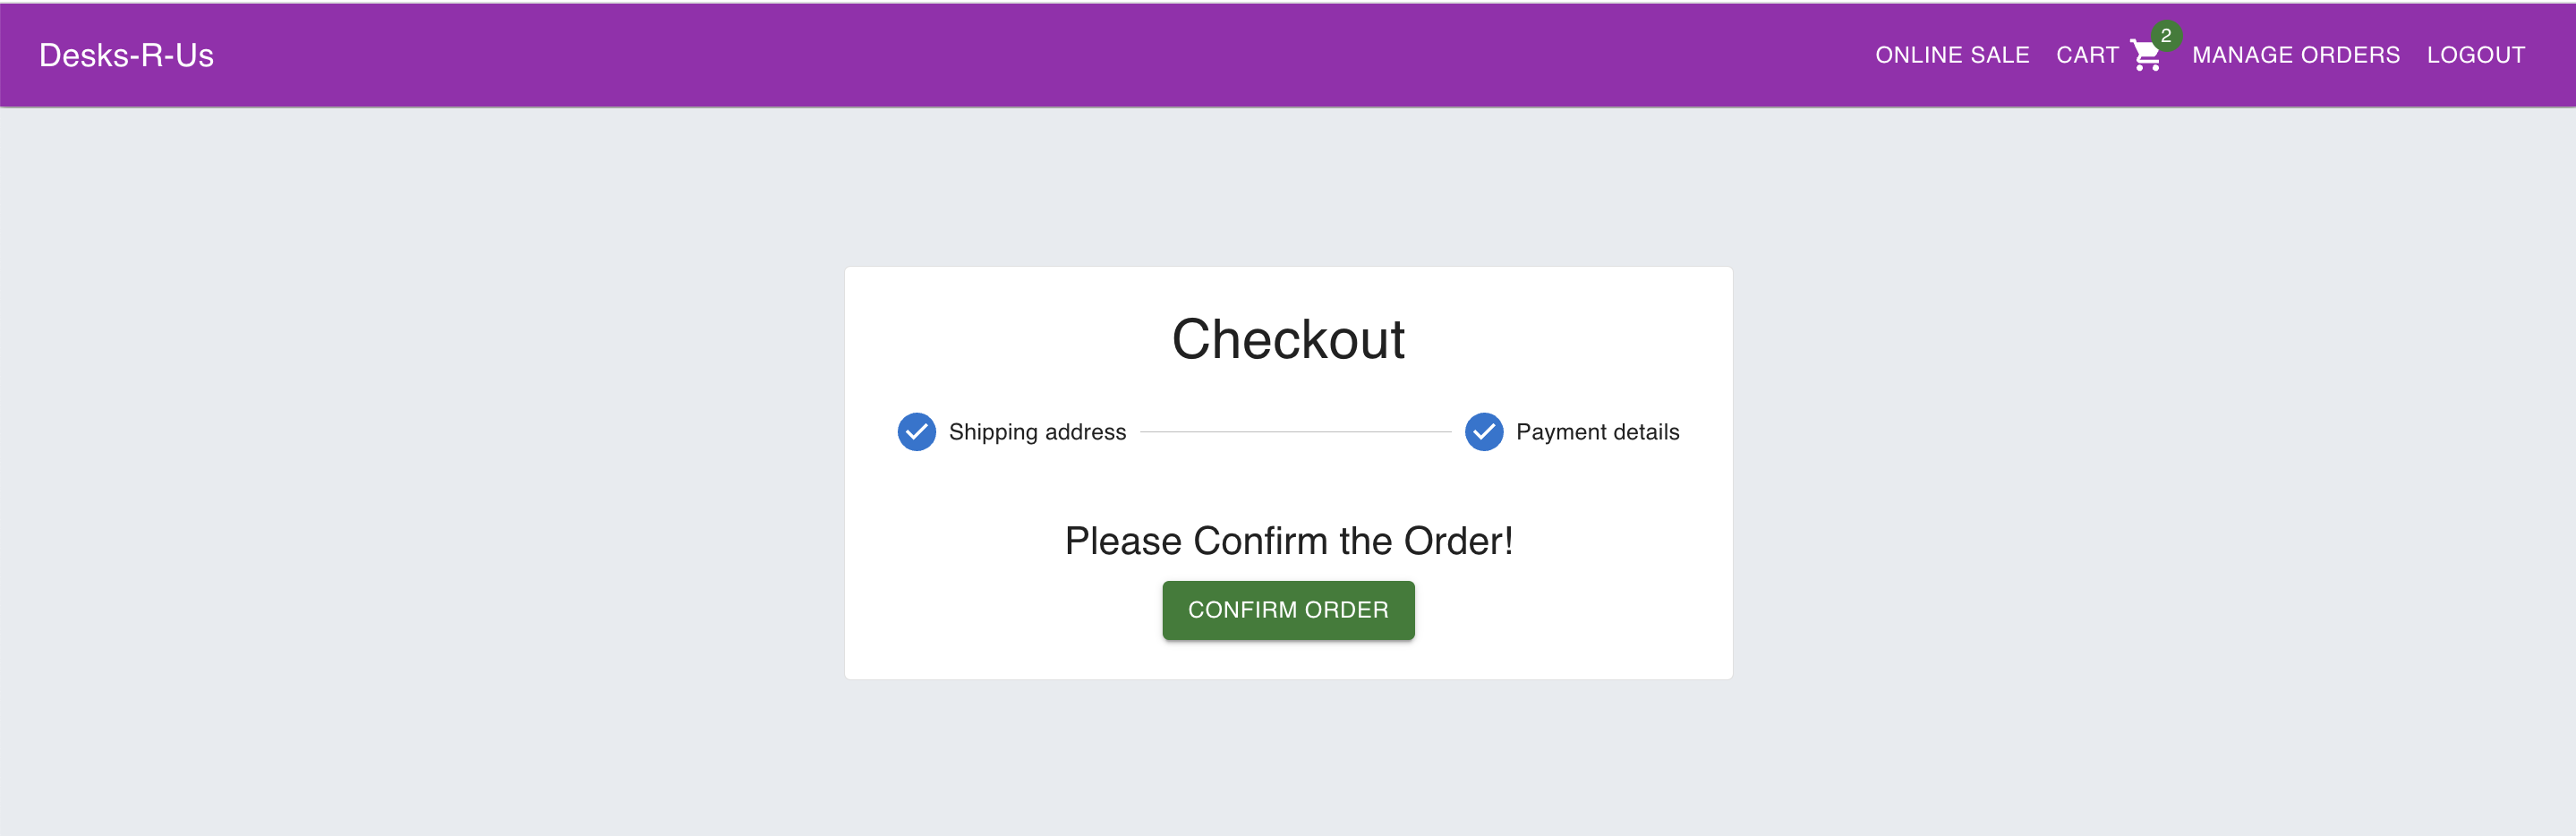 Desks-R-Us ONLINE SALE CART 2 MANAGE ORDERS LOGOUT
Checkout
Shipping address Payment details
Please Confirm the Order!
CONFIRM ORDER